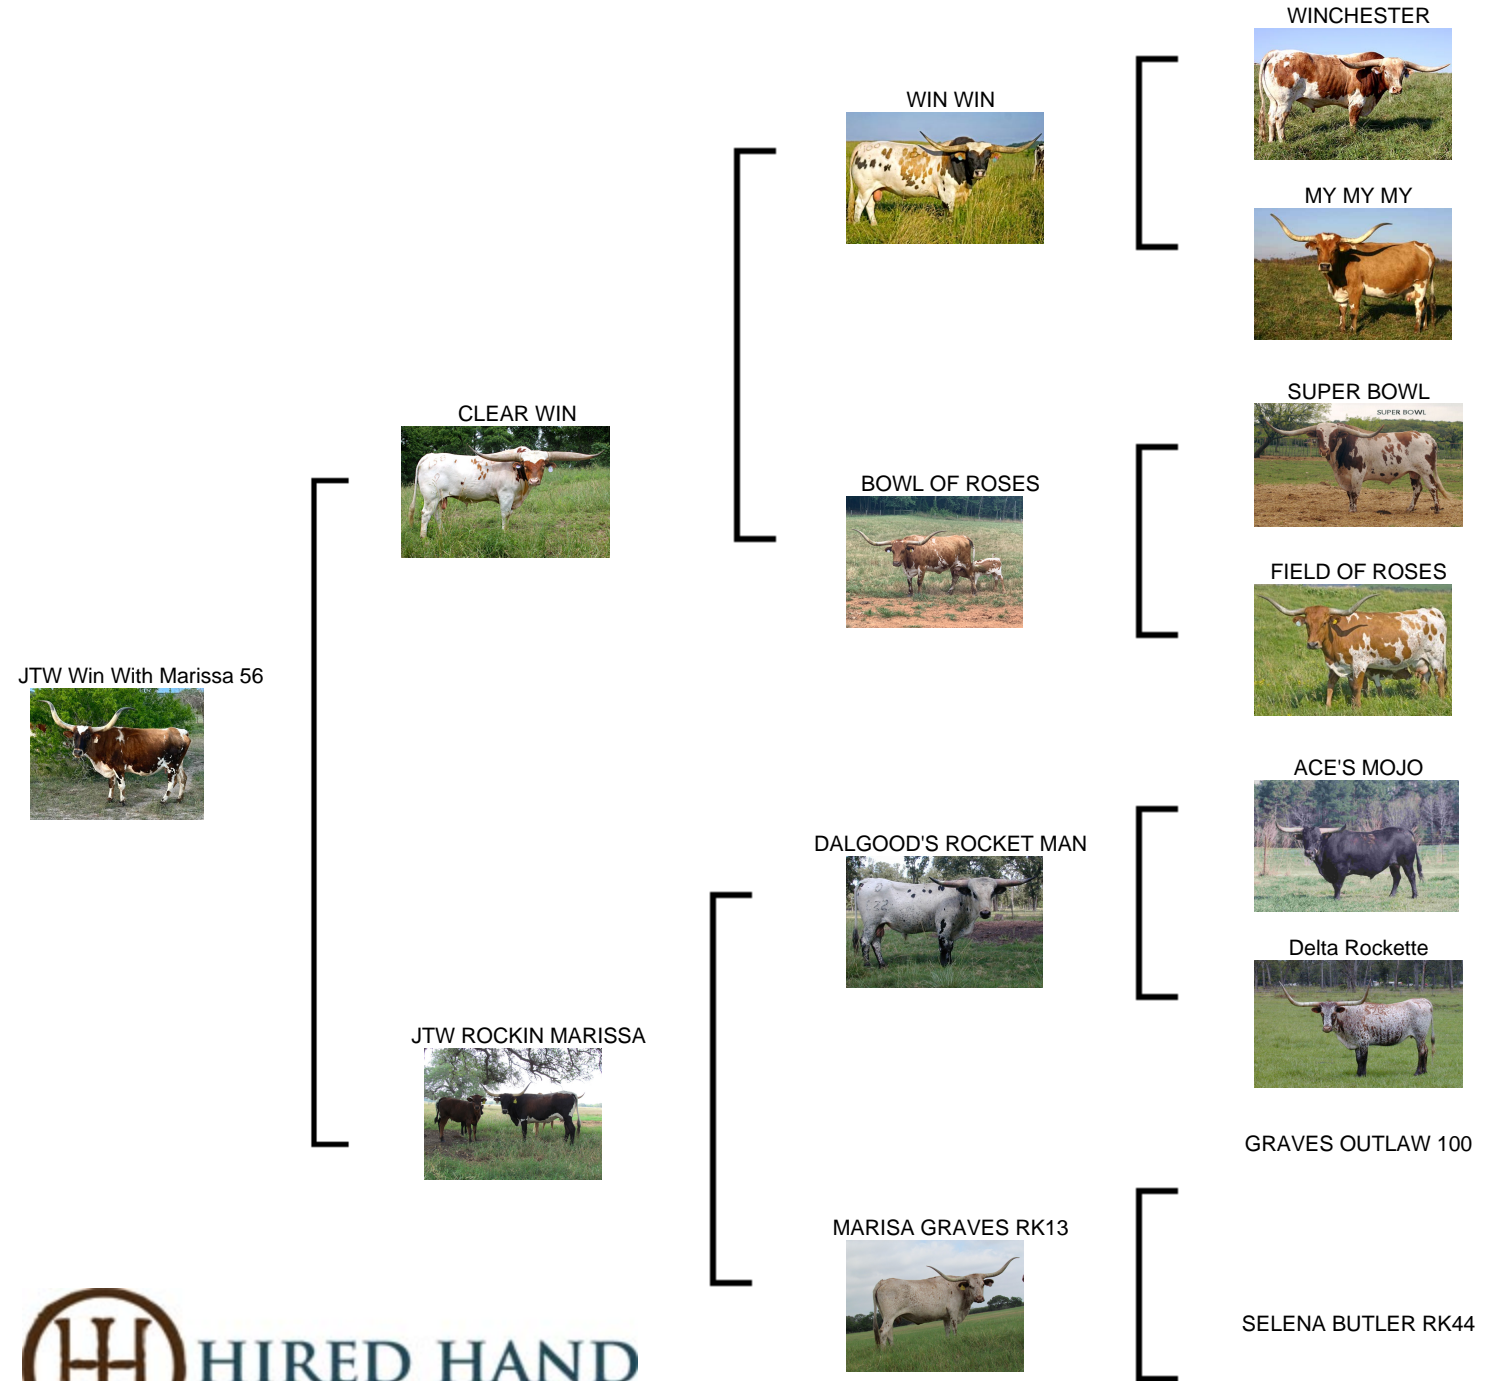 WINCHESTER
WIN WIN
MY MY MY
SUPER BOWL
SUPER BOWL
CLEAR WIN
BOWL OF ROSES
FIELD OF ROSES
JTW Win With Marissa 56
ACE'S MOJO
DALGOOD'S ROCKET MAN
Delta Rockette
JTW ROCKIN MARISSA
GRAVES OUTLAW 100
MARISA GRAVES RK13
SELENA BUTLER RK44
HIRED HAND